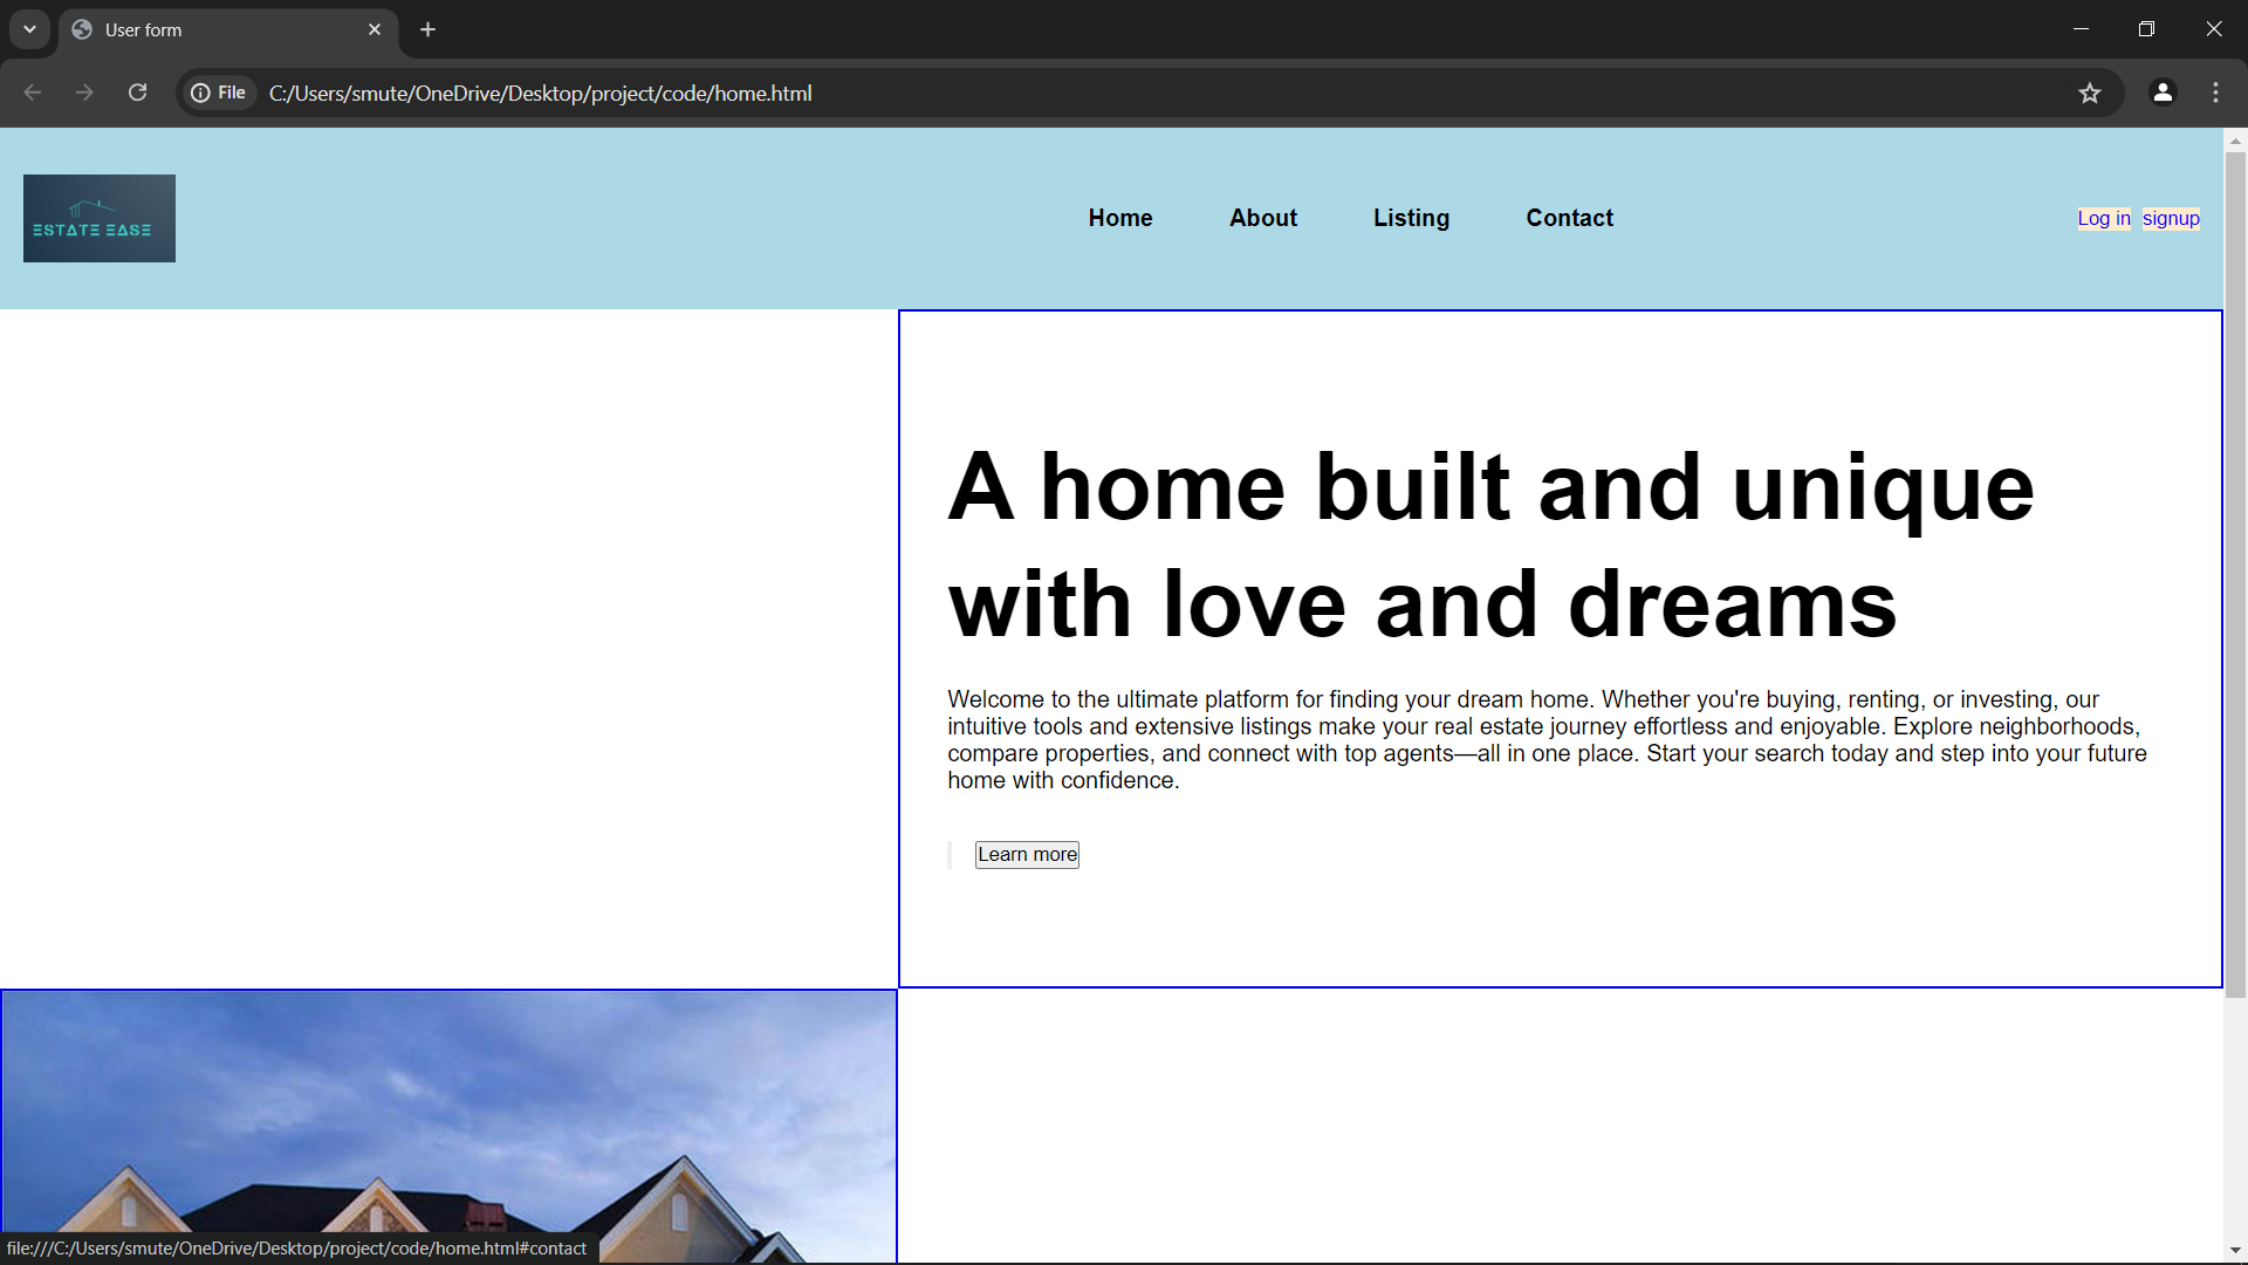 User form
File
C:/Users/smute/OneDrive/Desktop/project/code/home.html
ESTATE EASE
Home
About
Listing
Contact
Log in
signup
A home built and unique
with love and dreams
Welcome to the ultimate platform for finding your dream home. Whether you're buying, renting, or investing, our
intuitive tools and extensive listings make your real estate journey effortless and enjoyable. Explore neighborhoods,
compare properties, and connect with top agents—all in one place. Start your search today and step into your future
home with confidence.
Learn more
file:///C:/Users/smute/OneDrive/Desktop/project/code/home.html#contact